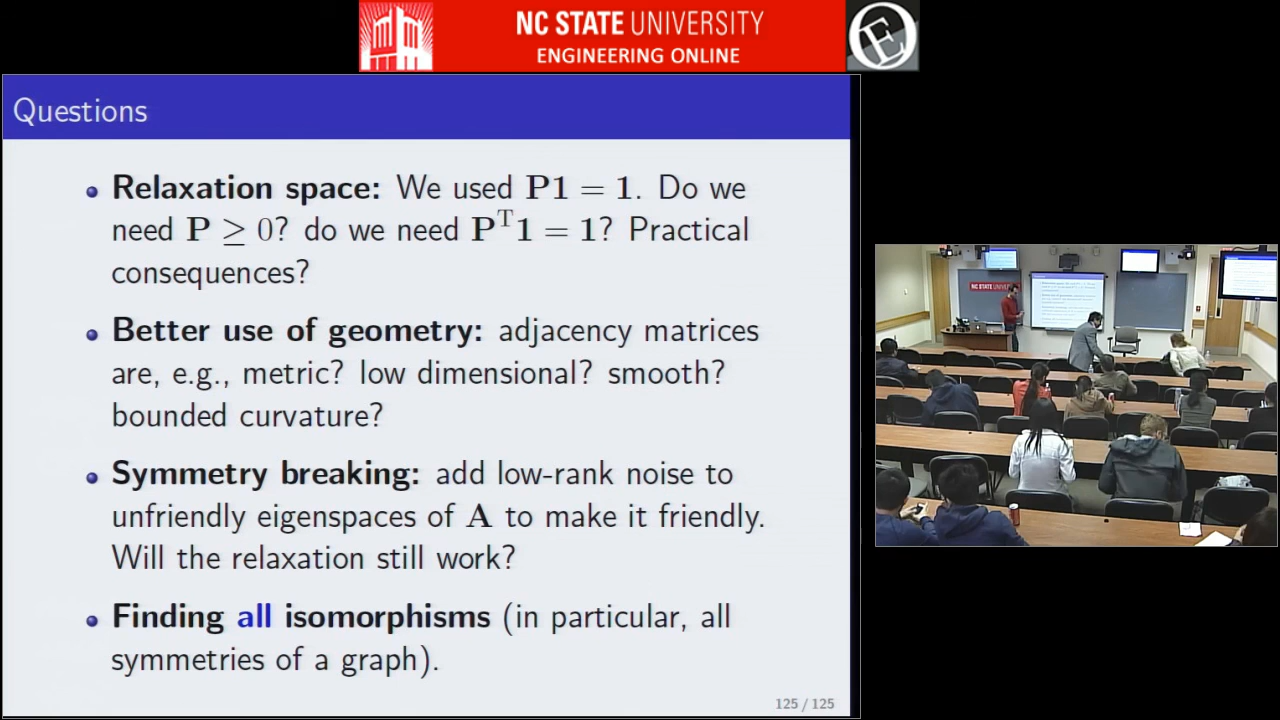 NC STATE UNIVERSITY
ENGINEERING ONLINE
Questions
Relaxation space: We used P1 = 1. Do we
need P ≥ 0? do we need Pᵀ1 = 1? Practical
consequences?
Better use of geometry: adjacency matrices
are, e.g., metric? low dimensional? smooth?
bounded curvature?
Symmetry breaking: add low-rank noise to
unfriendly eigenspaces of A to make it friendly.
Will the relaxation still work?
Finding all isomorphisms (in particular, all
symmetries of a graph).
125 / 125
NC STATE UNIVERS